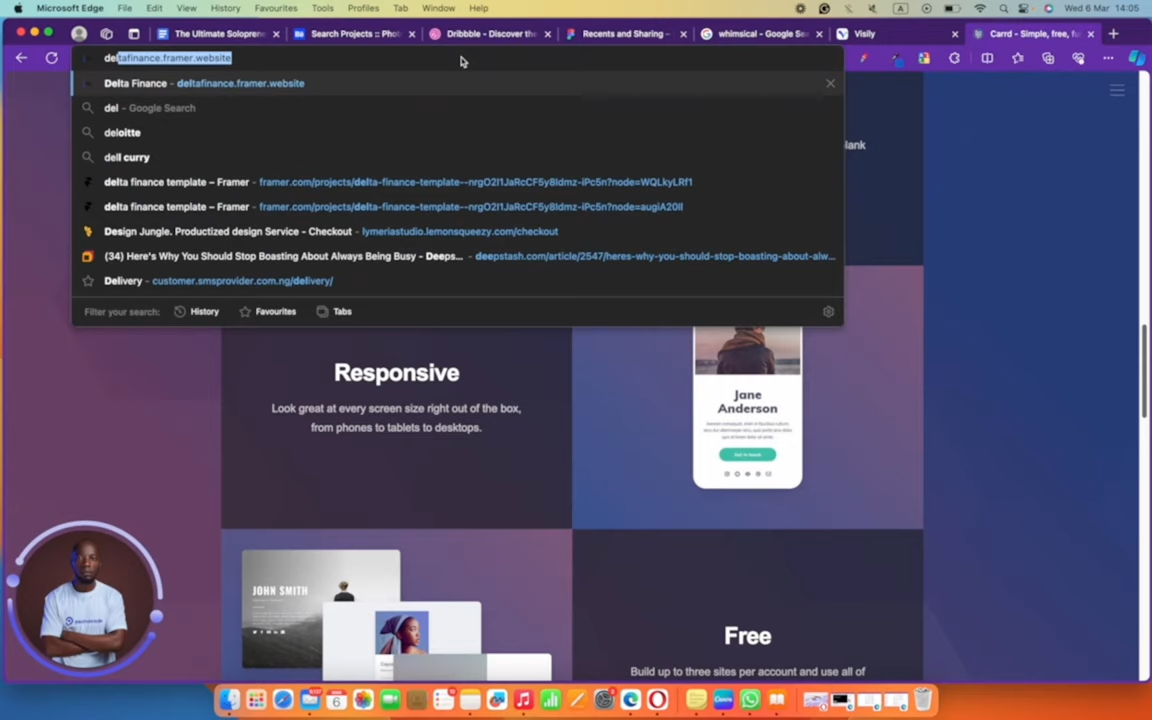 Microsoft Edge File Edit View History Favourites Tools Profiles Tab Window Help Wed 6 Mar 14:05
The Ultimate Solopren
Search Projects :: Phot
Dribbble - Discover the
Recents and Sharing –
whimsical - Google Sea
Visily
Carrd - Simple, free, fu
deltafinance.framer.website
Delta Finance - deltafinance.framer.website
del - Google Search
deloitte
dell curry
delta finance template – Framer - framer.com/projects/delta-finance-template--nrgO2I1JaRcCF5y8Idmz-iPc5n?node=WQLkyLRf1
delta finance template – Framer - framer.com/projects/delta-finance-template--nrgO2I1JaRcCF5y8Idmz-iPc5n?node=augiA20Il
Design Jungle. Productized design Service - Checkout - lymeriastudio.lemonsqueezy.com/checkout
(34) Here's Why You Should Stop Boasting About Always Being Busy - Deeps... - deepstash.com/article/2547/heres-why-you-should-stop-boasting-about-alw...
Delivery - customer.smsprovider.com.ng/delivery/
Filter your search: History Favourites Tabs
lank
Responsive
Look great at every screen size right out of the box,
from phones to tablets to desktops.
Jane
Anderson
JOHN SMITH
Free
Build up to three sites per account and use all of